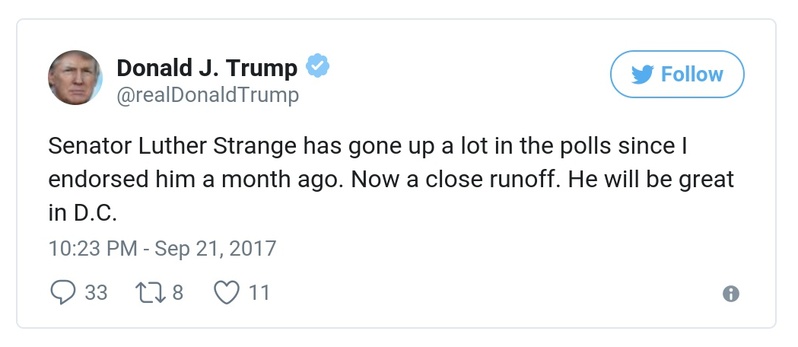 Donald J. Trump
@realDonaldTrump
Follow
Senator Luther Strange has gone up a lot in the polls since I
endorsed him a month ago. Now a close runoff. He will be great
in D.C.
10:23 PM - Sep 21, 2017
33 8 11